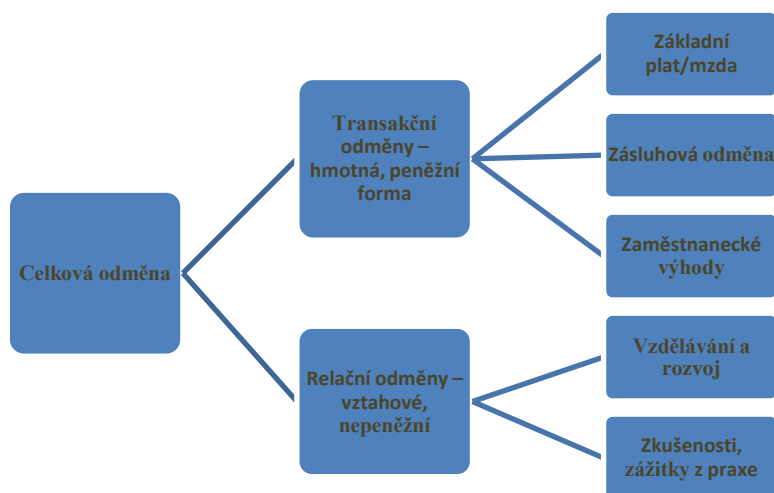 Celková odměna
Transakční
odměny –
hmotná, peněžní
forma
Relační odměny –
vztahové,
nepeněžní
Základní
plat/mzda
Zásluhová odměna
Zaměstnanecké
výhody
Vzdělávání a
rozvoj
Zkušenosti,
zážitky z praxe